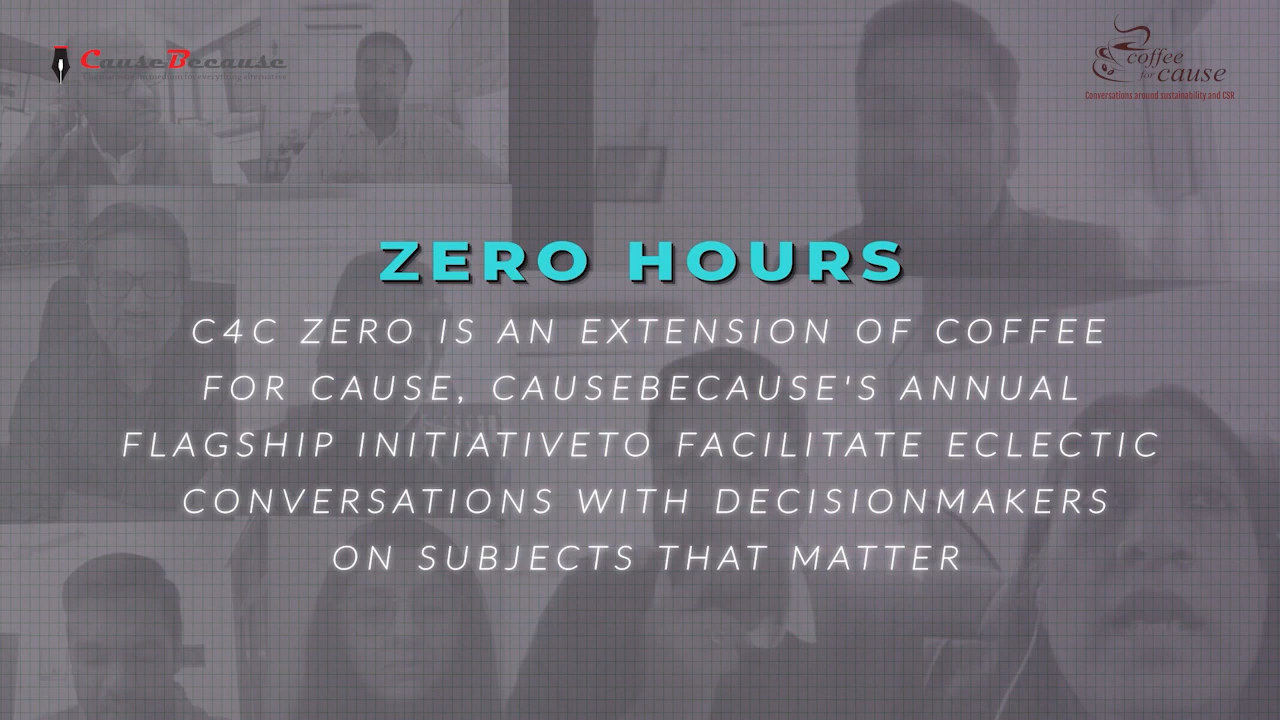 CauseBecause
coffee
for cause
Conversations around sustainability and CSR
ZERO HOURS
C4C ZERO IS AN EXTENSION OF COFFEE
FOR CAUSE, CAUSEBECAUSE'S ANNUAL
FLAGSHIP INITIATIVETO FACILITATE ECLECTIC
CONVERSATIONS WITH DECISIONMAKERS
ON SUBJECTS THAT MATTER